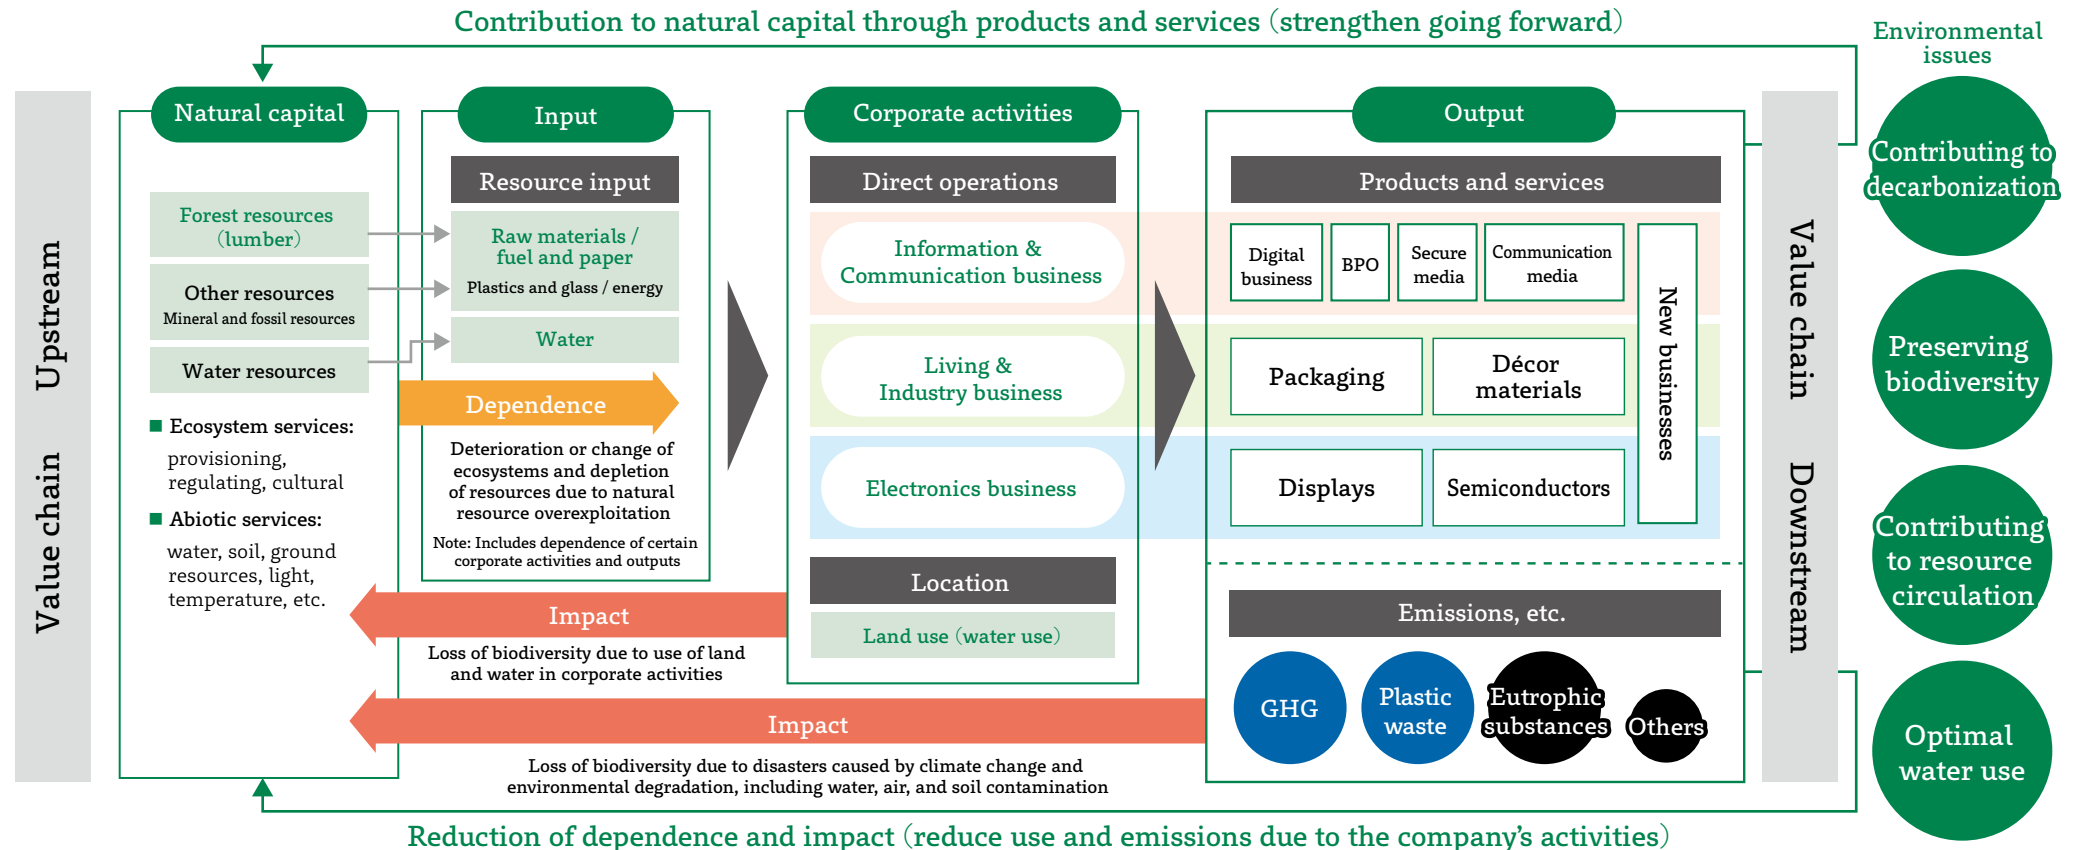 Contribution to natural capital through products and services (strengthen going forward)
Environmental
issues
Value chain Upstream
Natural capital
Forest resources
(lumber)
Other resources
Mineral and fossil resources
Water resources
Ecosystem services:
provisioning,
regulating, cultural
Abiotic services:
water, soil, ground
resources, light,
temperature, etc.
Input
Resource input
Raw materials /
fuel and paper
Plastics and glass / energy
Water
Dependence
Deterioration or change of
ecosystems and depletion
of resources due to natural
resource overexploitation
Note: Includes dependence of certain
corporate activities and outputs
Impact
Loss of biodiversity due to use of land
and water in corporate activities
Impact
Loss of biodiversity due to disasters caused by climate change and
environmental degradation, including water, air, and soil contamination
Corporate activities
Direct operations
Information &
Communication business
Living &
Industry business
Electronics business
Location
Land use (water use)
Output
Products and services
Digital
business
BPO
Secure
media
Communication
media
Packaging
Décor
materials
Displays
Semiconductors
New businesses
Emissions, etc.
GHG
Plastic
waste
Eutrophic
substances
Others
Value chain Downstream
Contributing to
decarbonization
Preserving
biodiversity
Contributing
to resource
circulation
Optimal
water use
Reduction of dependence and impact (reduce use and emissions due to the company's activities)